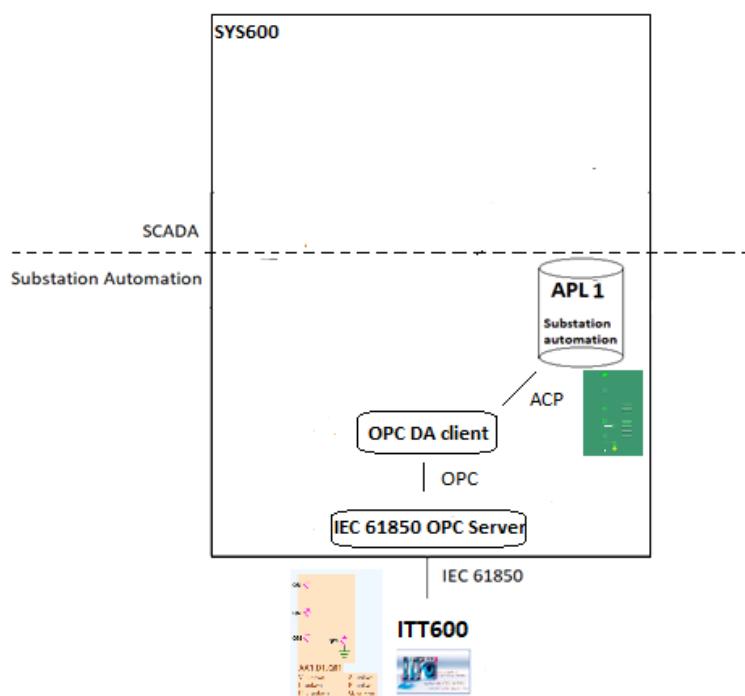 SYS600
SCADA
Substation Automation
APL 1
Substation
automation
ACP
OPC DA client
OPC
IEC 61850 OPC Server
IEC 61850
ITT600